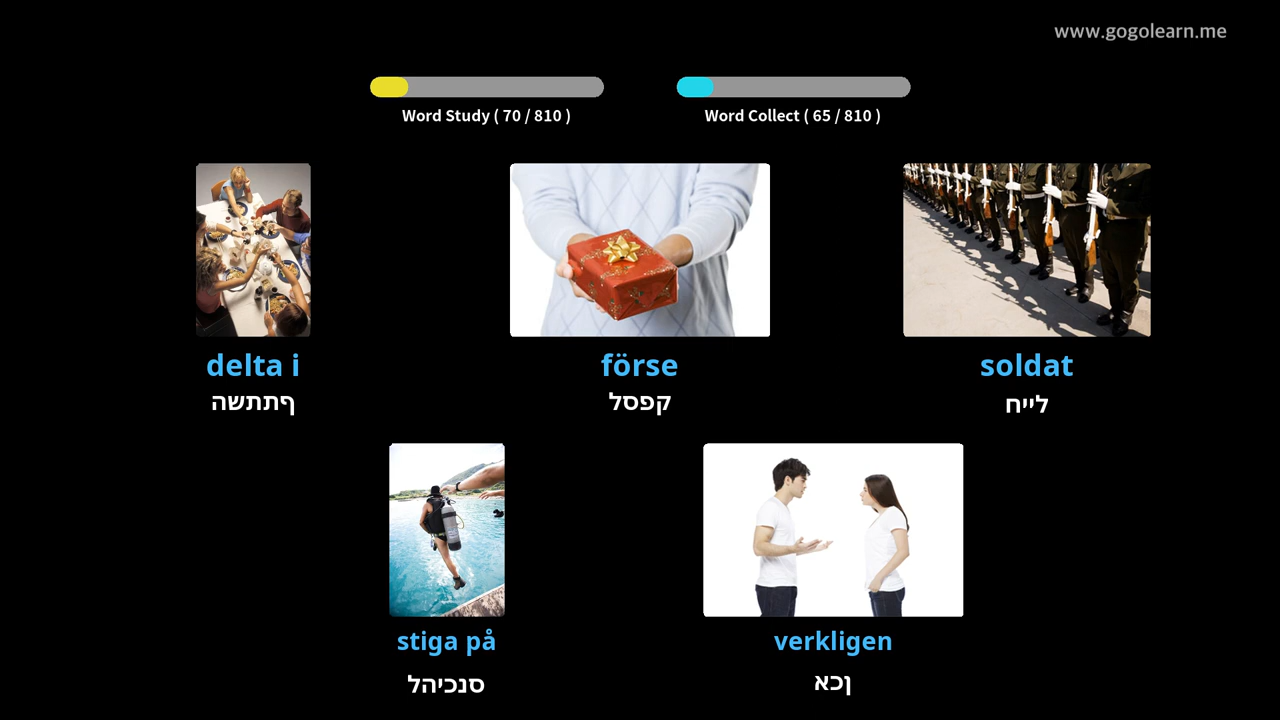 www.gogolearn.me
Word Study ( 70 / 810 )
Word Collect ( 65 / 810 )
delta i
ףתתשה
förse
קפסל
soldat
לייח
stiga på
סנכיהל
verkligen
ןכא